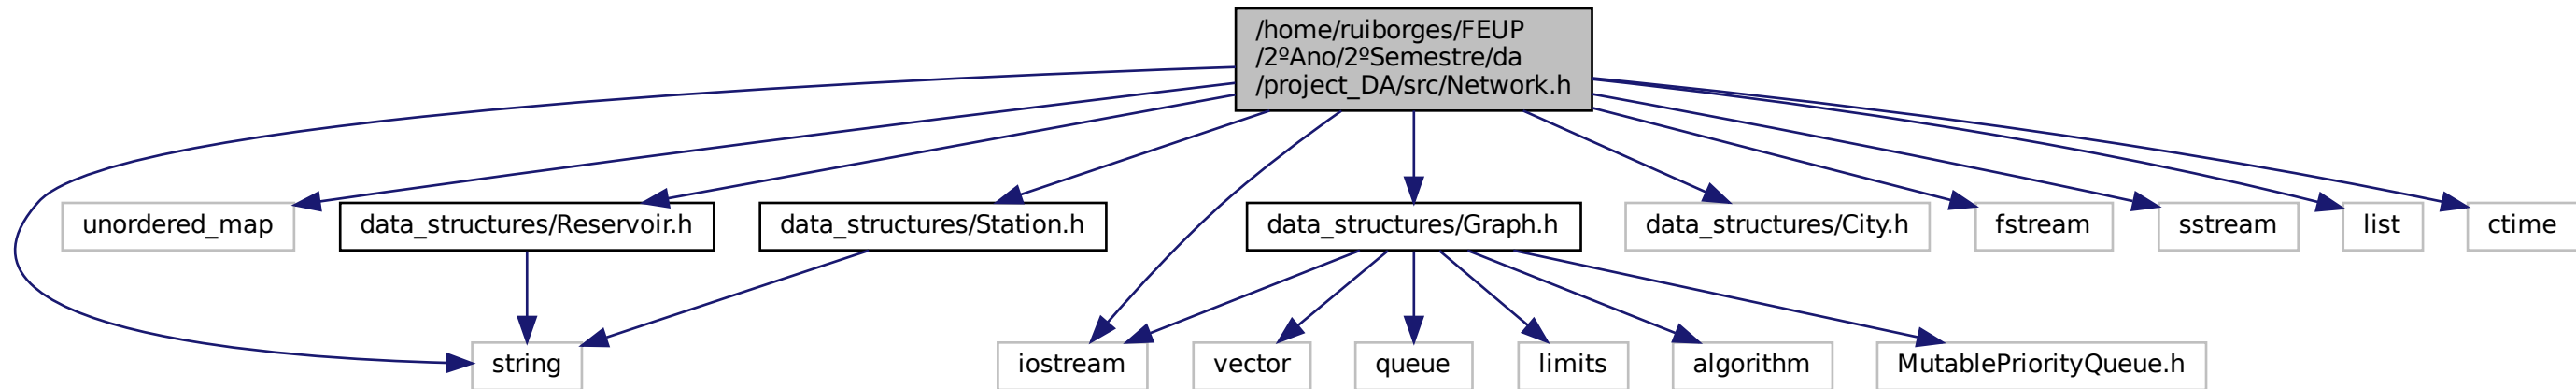 /home/ruiborges/FEUP
/2ºAno/2ºSemestre/da
/project_DA/src/Network.h
unordered_map
data_structures/Reservoir.h
data_structures/Station.h
data_structures/Graph.h
data_structures/City.h
fstream
sstream
list
ctime
string
iostream
vector
queue
limits
algorithm
MutablePriorityQueue.h